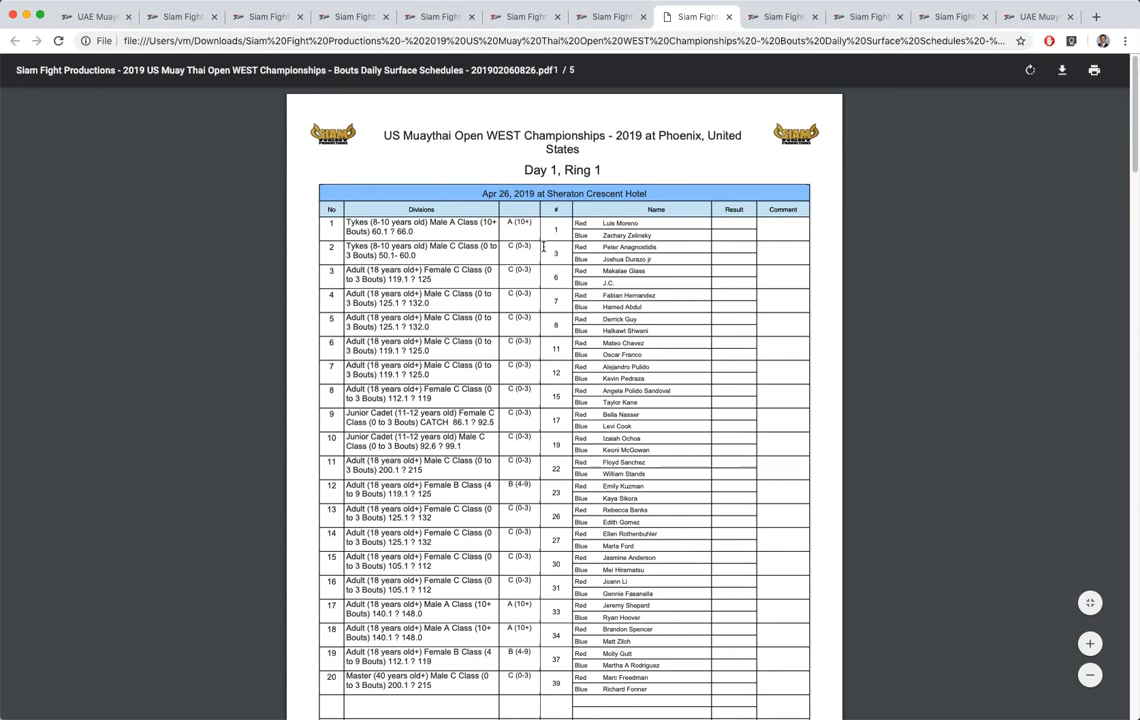 UAE Muayt
Siam Fight
Siam Fight
Siam Fight
Siam Fight
Siam Fight
Siam Fight
Siam Fight
Siam Fight
Siam Fight
Siam Fight
UAE Muay
File file:///Users/vm/Downloads/Siam%20Fight%20Productions%20-%202019%20US%20Muay%20Thai%20Open%20WEST%20Championships%20-%20Bouts%20Daily%20Surface%20Schedules%20-%...
Siam Fight Productions - 2019 US Muay Thai Open WEST Championships - Bouts Daily Surface Schedules - 201902060826.pdf 1 / 5
US Muaythai Open WEST Championships - 2019 at Phoenix, United
States
Day 1, Ring 1
Apr 26, 2019 at Sheraton Crescent Hotel
No Divisions # Name Result Comment
1 Tykes (8-10 years old) Male A Class (10+ A (10+) 1 Red Luis Moreno
Bouts) 60.1 ? 66.0 Blue Zachary Zelinsky
2 Tykes (8-10 years old) Male C Class (0 to C (0-3) 3 Red Peter Anagnostidis
3 Bouts) 50.1- 60.0 Blue Joshua Durazo jr
3 Adult (18 years old+) Female C Class (0 C (0-3) 6 Red Makalae Glass
to 3 Bouts) 119.1 ? 125 Blue J.C.
4 Adult (18 years old+) Male C Class (0 to C (0-3) 7 Red Fabian Hernandez
3 Bouts) 125.1 ? 132.0 Blue Hamed Abdul
5 Adult (18 years old+) Male C Class (0 to C (0-3) 8 Red Derrick Guy
3 Bouts) 125.1 ? 132.0 Blue Halkawt Shwani
6 Adult (18 years old+) Male C Class (0 to C (0-3) 11 Red Mateo Chavez
3 Bouts) 119.1 ? 125.0 Blue Oscar Franco
7 Adult (18 years old+) Male C Class (0 to C (0-3) 12 Red Alejandro Pulido
3 Bouts) 119.1 ? 125.0 Blue Kevin Pedraza
8 Adult (18 years old+) Female C Class (0 C (0-3) 15 Red Angela Polido Sandoval
to 3 Bouts) 112.1 ? 119 Blue Taylor Kane
9 Junior Cadet (11-12 years old) Female C C (0-3) 17 Red Bella Nasser
Class (0 to 3 Bouts) CATCH 86.1 ? 92.5 Blue Levi Cook
10 Junior Cadet (11-12 years old) Male C C (0-3) 19 Red Izaiah Ochoa
Class (0 to 3 Bouts) 92.6 ? 99.1 Blue Keoni McGowan
11 Adult (18 years old+) Male C Class (0 to C (0-3) 22 Red Floyd Sanchez
3 Bouts) 200.1 ? 215 Blue William Stands
12 Adult (18 years old+) Female B Class (4 B (4-9) 23 Red Emily Kuzman
to 9 Bouts) 119.1 ? 125 Blue Kaya Sikora
13 Adult (18 years old+) Female C Class (0 C (0-3) 26 Red Rebecca Banks
to 3 Bouts) 125.1 ? 132 Blue Edith Gomez
14 Adult (18 years old+) Female C Class (0 C (0-3) 27 Red Ellen Rothenbuhler
to 3 Bouts) 125.1 ? 132 Blue Marla Ford
15 Adult (18 years old+) Female C Class (0 C (0-3) 30 Red Jasmine Anderson
to 3 Bouts) 105.1 ? 112 Blue Mei Hiramatsu
16 Adult (18 years old+) Female C Class (0 C (0-3) 31 Red Joann Li
to 3 Bouts) 105.1 ? 112 Blue Gennie Fasanella
17 Adult (18 years old+) Male A Class (10+ A (10+) 33 Red Jeremy Shepard
Bouts) 140.1 ? 148.0 Blue Ryan Hoover
18 Adult (18 years old+) Male A Class (10+ A (10+) 34 Red Brandon Spencer
Bouts) 140.1 ? 148.0 Blue Matt Zilch
19 Adult (18 years old+) Female B Class (4 B (4-9) 37 Red Molly Gutt
to 9 Bouts) 112.1 ? 119 Blue Martha A Rodriguez
20 Master (40 years old+) Male C Class (0 C (0-3) 39 Red Marc Freedman
to 3 Bouts) 200.1 ? 215 Blue Richard Fonner